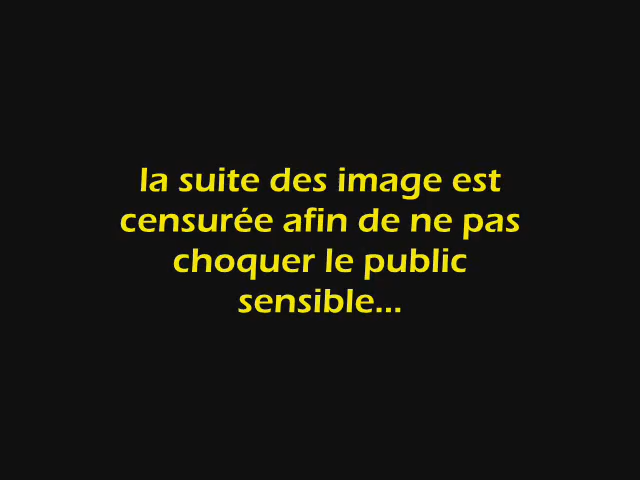 la suite des image est
censurée afin de ne pas
choquer le public
sensible...